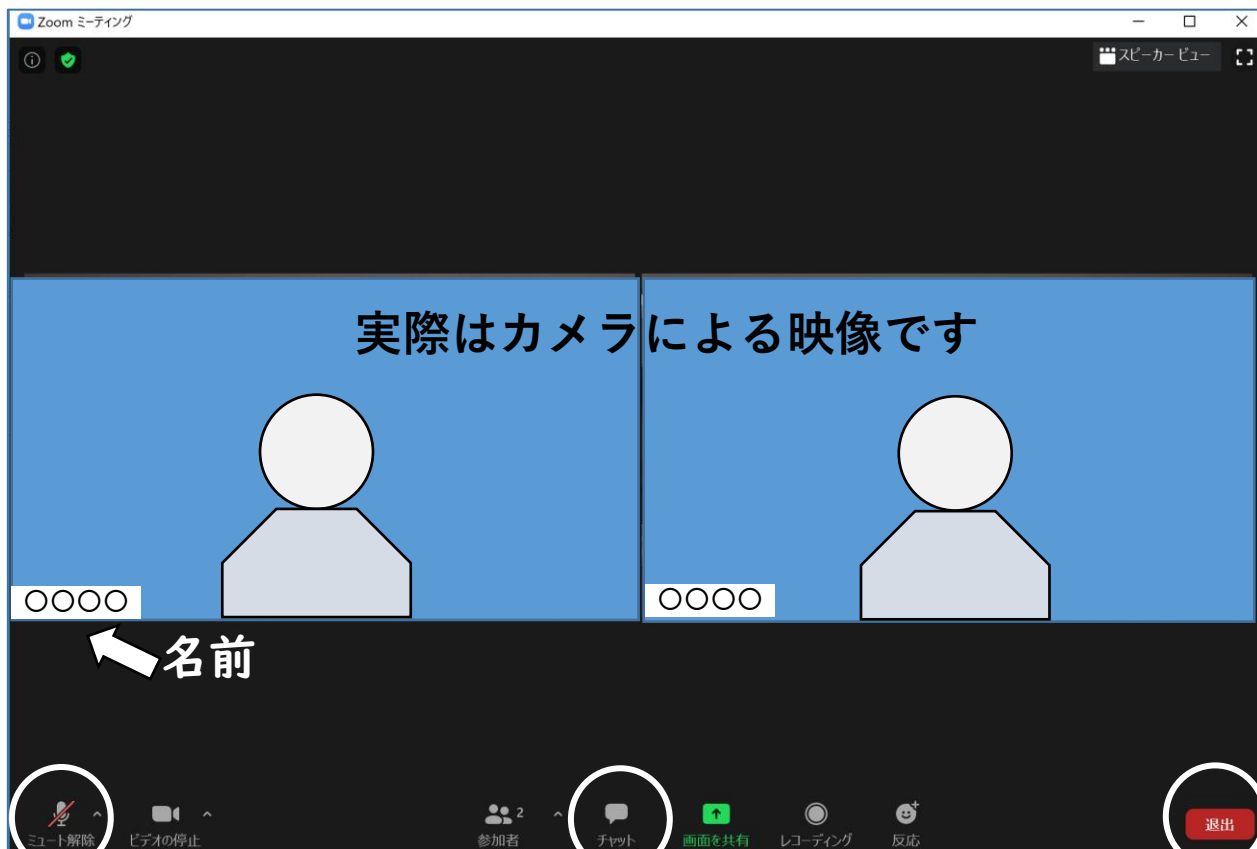 Zoom ミーティング
スピーカー ビュー
実際はカメラによる映像です
〇〇〇〇
〇〇〇〇
名前
ミュート解除
ビデオの停止
2
参加者
チャット
画面を共有
レコーディング
反応
退出